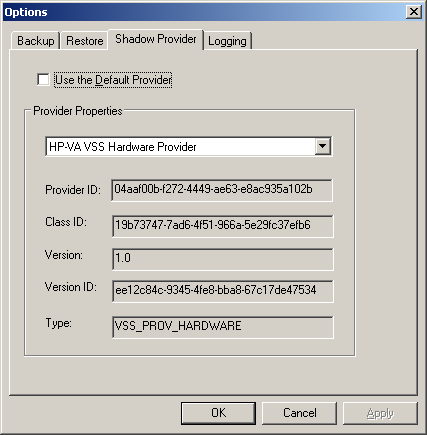 Options
Backup Restore Shadow Provider Logging
Use the Default Provider
Provider Properties
HP-VA VSS Hardware Provider
Provider ID: 04aaf00b-f272-4449-ae63-e8ac935a102b
Class ID: 19b73747-7ad6-4f51-966a-5e29fc37efb6
Version: 1.0
Version ID: ee12c84c-9345-4fe8-bba8-67c17de47534
Type: VSS_PROV_HARDWARE
OK Cancel Apply